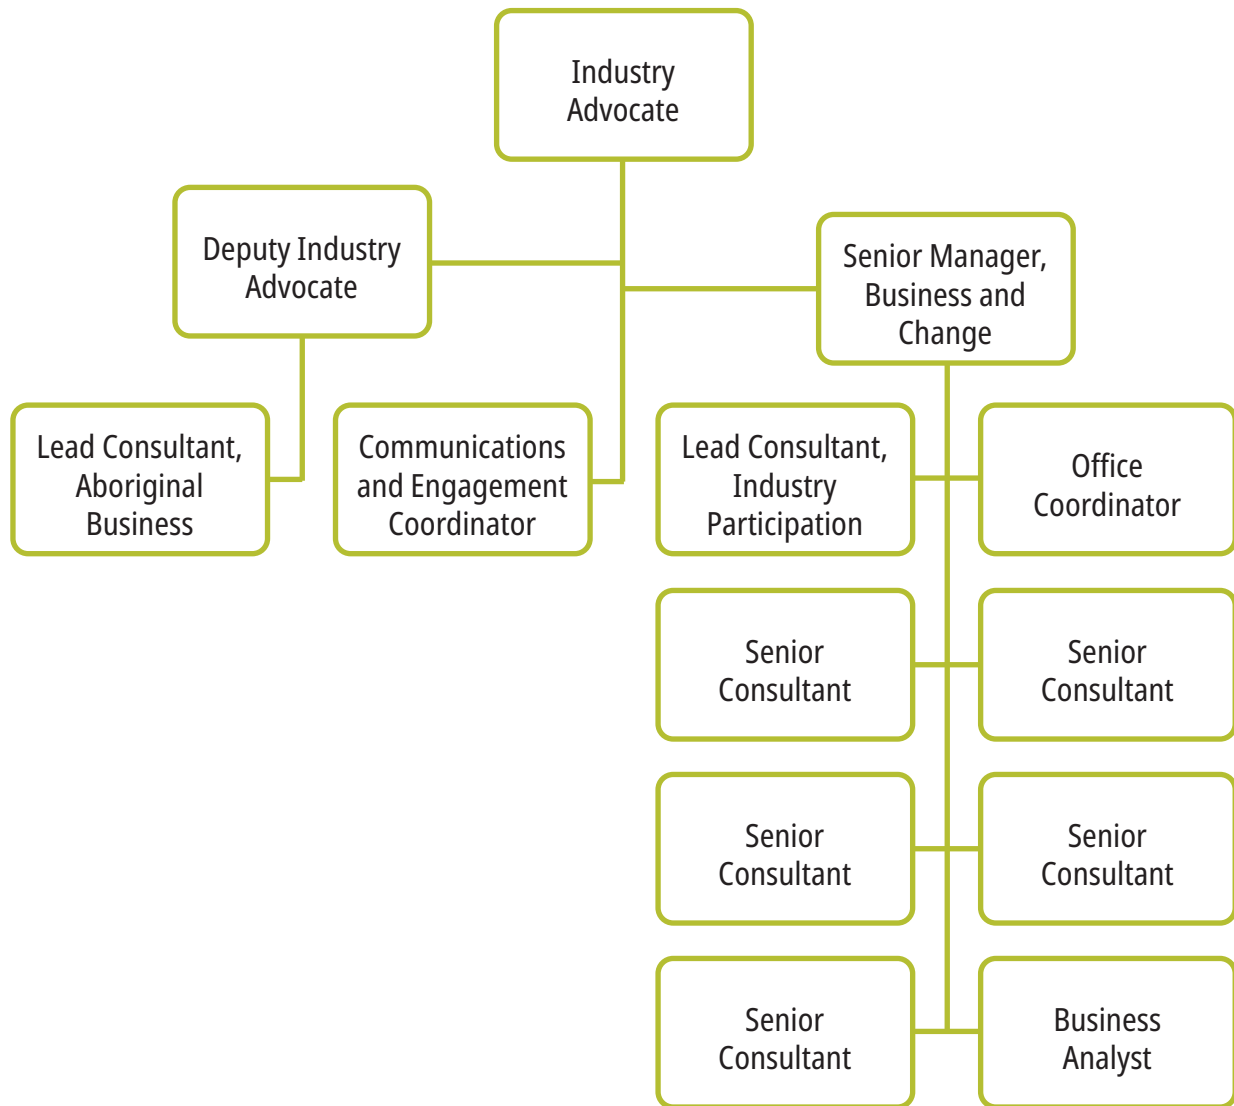 Industry
Advocate
Deputy Industry
Advocate
Senior Manager,
Business and
Change
Lead Consultant,
Aboriginal
Business
Communications
and Engagement
Coordinator
Lead Consultant,
Industry
Participation
Office
Coordinator
Senior
Consultant
Senior
Consultant
Senior
Consultant
Senior
Consultant
Senior
Consultant
Business
Analyst